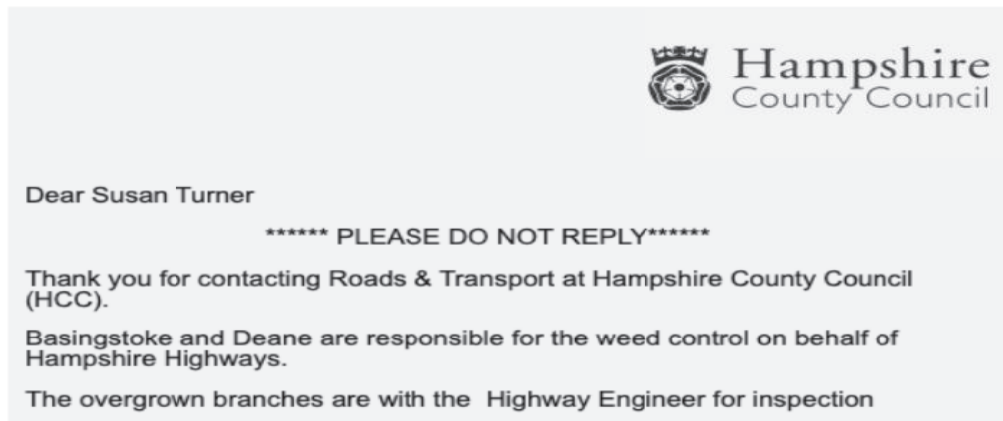 Hampshire
County Council
Dear Susan Turner
****** PLEASE DO NOT REPLY******
Thank you for contacting Roads & Transport at Hampshire County Council
(HCC).
Basingstoke and Deane are responsible for the weed control on behalf of
Hampshire Highways.
The overgrown branches are with the  Highway Engineer for inspection